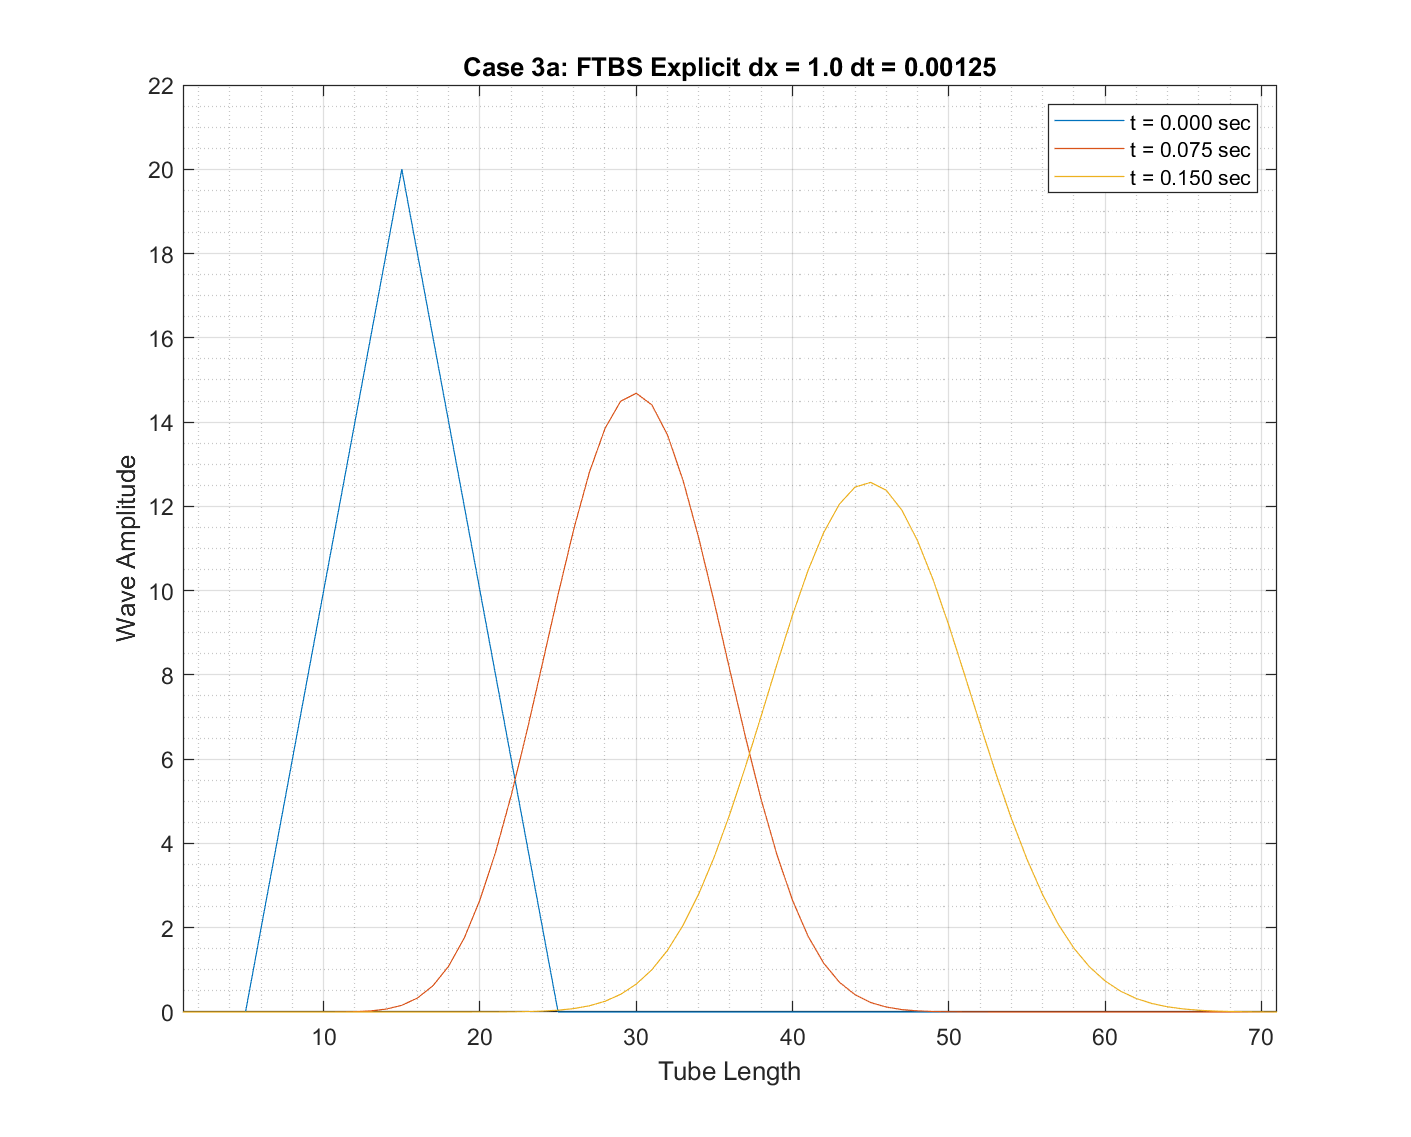 Case 3a: FTBS Explicit dx = 1.0 dt = 0.00125
t = 0.000 sec
t = 0.075 sec
t = 0.150 sec
22
20
18
16
14
12
10
8
6
4
2
0
Wave Amplitude
10 20 30 40 50 60 70
Tube Length